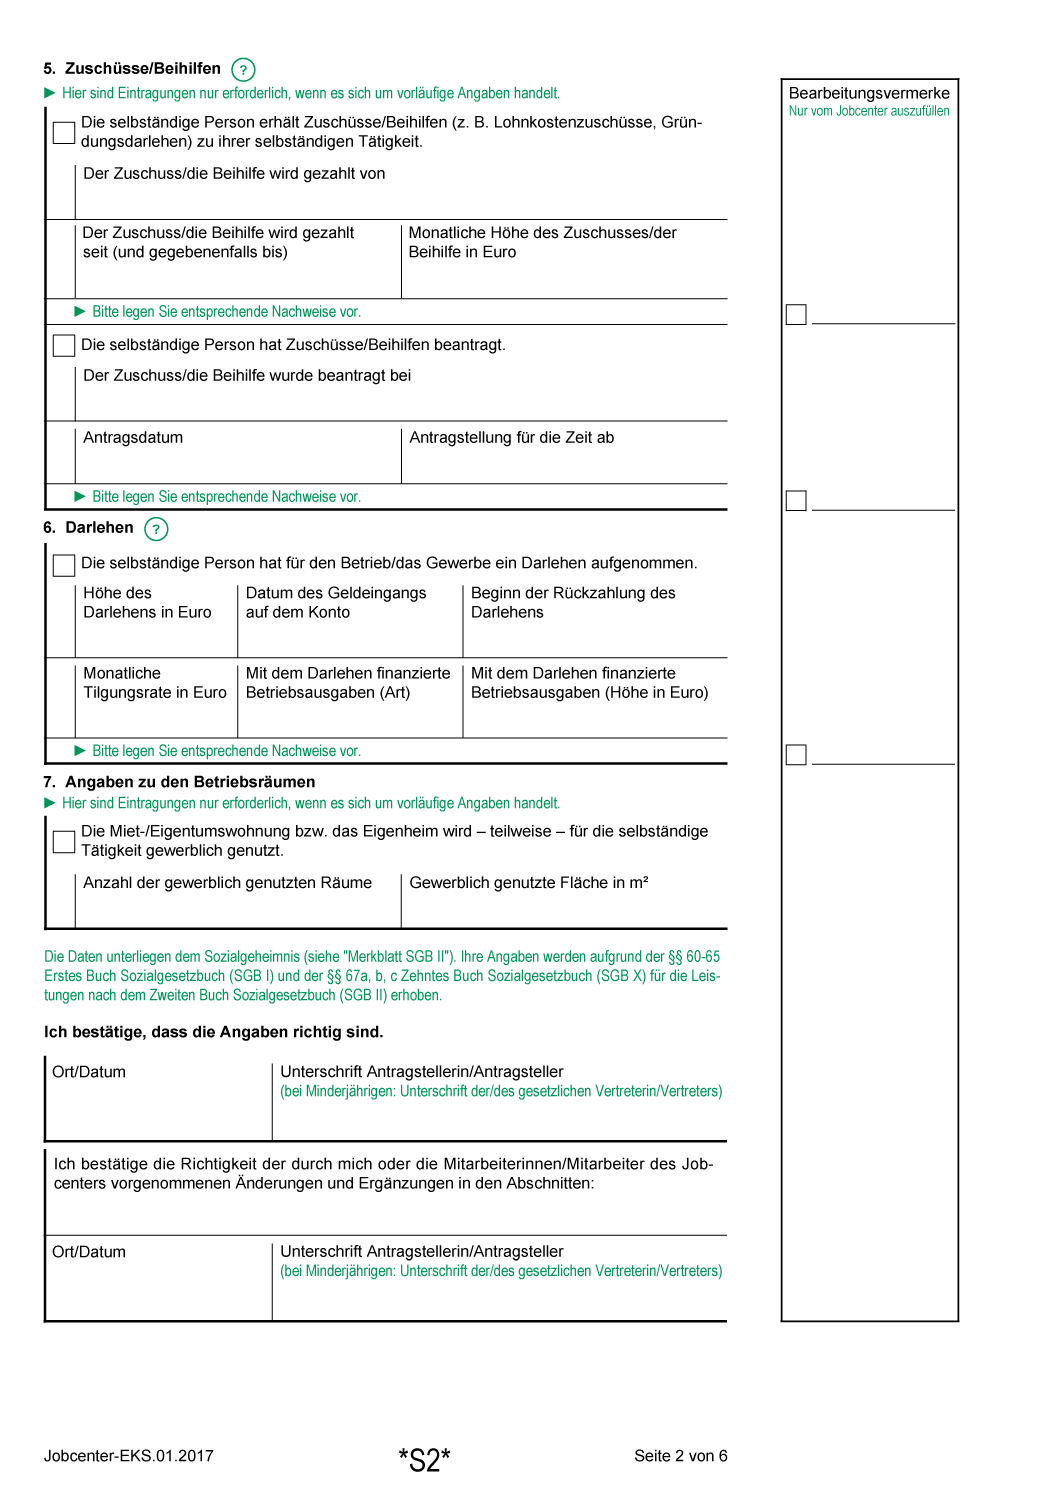 5. Zuschüsse/Beihilfen ?
► Hier sind Eintragungen nur erforderlich, wenn es sich um vorläufige Angaben handelt.
Bearbeitungsvermerke
Nur vom Jobcenter auszufüllen
Die selbständige Person erhält Zuschüsse/Beihilfen (z. B. Lohnkostenzuschüsse, Grün-
dungsdarlehen) zu ihrer selbständigen Tätigkeit.
Der Zuschuss/die Beihilfe wird gezahlt von
Der Zuschuss/die Beihilfe wird gezahlt
seit (und gegebenenfalls bis)
Monatliche Höhe des Zuschusses/der
Beihilfe in Euro
► Bitte legen Sie entsprechende Nachweise vor.
Die selbständige Person hat Zuschüsse/Beihilfen beantragt.
Der Zuschuss/die Beihilfe wurde beantragt bei
Antragsdatum
Antragstellung für die Zeit ab
► Bitte legen Sie entsprechende Nachweise vor.
6. Darlehen ?
Die selbständige Person hat für den Betrieb/das Gewerbe ein Darlehen aufgenommen.
Höhe des
Darlehens in Euro
Datum des Geldeingangs
auf dem Konto
Beginn der Rückzahlung des
Darlehens
Monatliche
Tilgungsrate in Euro
Mit dem Darlehen finanzierte
Betriebsausgaben (Art)
Mit dem Darlehen finanzierte
Betriebsausgaben (Höhe in Euro)
► Bitte legen Sie entsprechende Nachweise vor.
7. Angaben zu den Betriebsräumen
► Hier sind Eintragungen nur erforderlich, wenn es sich um vorläufige Angaben handelt.
Die Miet-/Eigentumswohnung bzw. das Eigenheim wird – teilweise – für die selbständige
Tätigkeit gewerblich genutzt.
Anzahl der gewerblich genutzten Räume
Gewerblich genutzte Fläche in m²
Die Daten unterliegen dem Sozialgeheimnis (siehe "Merkblatt SGB II"). Ihre Angaben werden aufgrund der §§ 60-65
Erstes Buch Sozialgesetzbuch (SGB I) und der §§ 67a, b, c Zehntes Buch Sozialgesetzbuch (SGB X) für die Leis-
tungen nach dem Zweiten Buch Sozialgesetzbuch (SGB II) erhoben.
Ich bestätige, dass die Angaben richtig sind.
Ort/Datum
Unterschrift Antragstellerin/Antragsteller
(bei Minderjährigen: Unterschrift der/des gesetzlichen Vertreterin/Vertreters)
Ich bestätige die Richtigkeit der durch mich oder die Mitarbeiterinnen/Mitarbeiter des Job-
centers vorgenommenen Änderungen und Ergänzungen in den Abschnitten:
Ort/Datum
Unterschrift Antragstellerin/Antragsteller
(bei Minderjährigen: Unterschrift der/des gesetzlichen Vertreterin/Vertreters)
Jobcenter-EKS.01.2017
*S2*
Seite 2 von 6